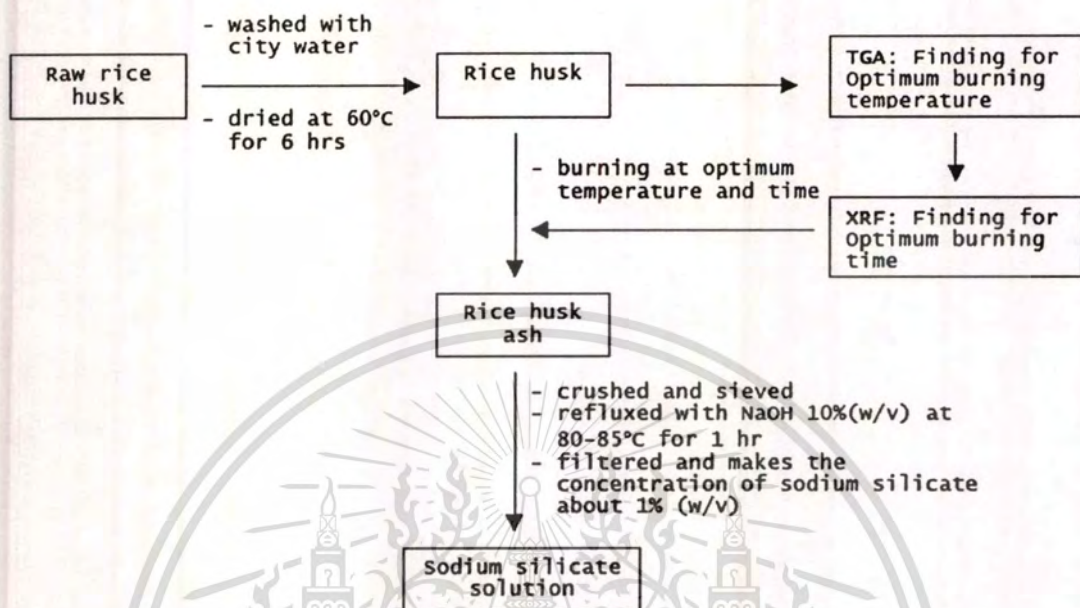 - washed with
city water
Raw rice
husk
- dried at 60°C
for 6 hrs
Rice husk
TGA: Finding for
Optimum burning
temperature
- burning at optimum
temperature and time
XRF: Finding for
Optimum burning
time
Rice husk
ash
- crushed and sieved
- refluxed with NaOH 10%(w/v) at
80-85°C for 1 hr
- filtered and makes the
concentration of sodium silicate
about 1% (w/v)
Sodium silicate
solution